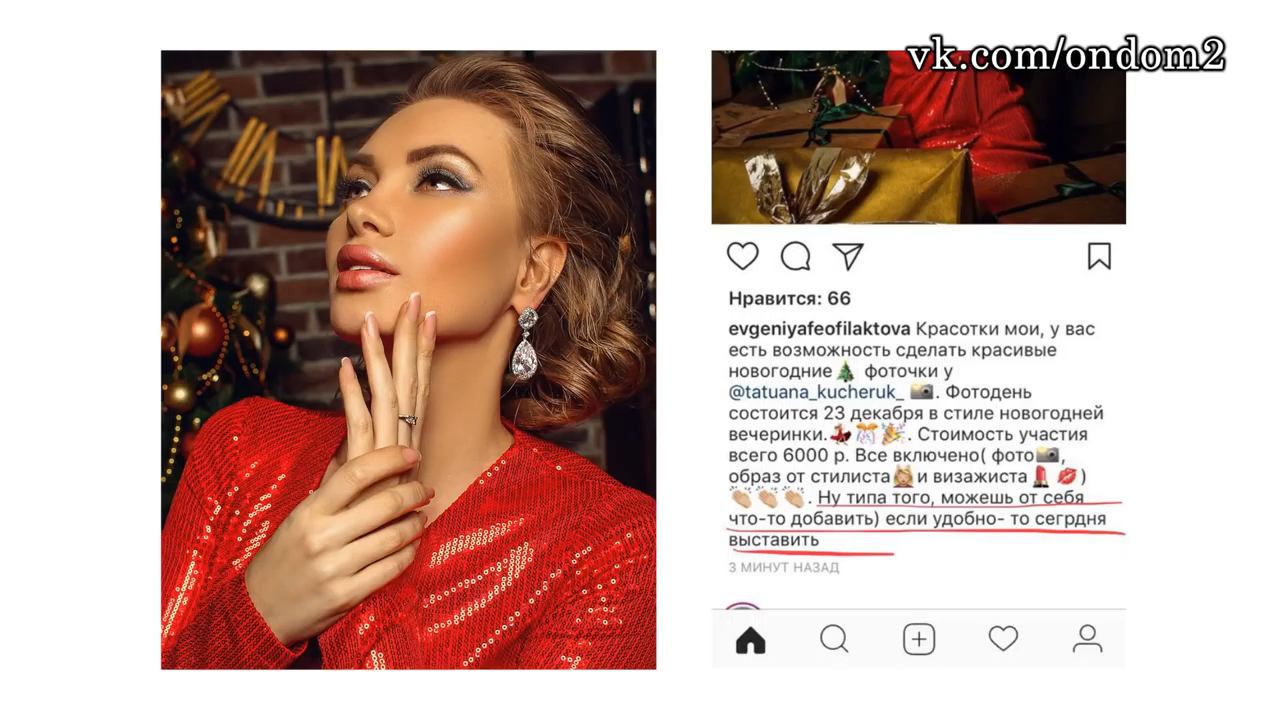 vk.com/ondom2
Нравится: 66
evgeniyafeofilaktova Красотки мои, у вас
есть возможность сделать красивые
новогодние🎄 фоточки у
@tatuana_kucheruk_ 📸. Фотодень
состоится 23 декабря в стиле новогодней
вечеринки.💃🎊🎉. Стоимость участия
всего 6000 р. Все включено( фото📸,
образ от стилиста💆🏼и визажиста💄💋)
👏🏼👏🏼👏🏼. Ну типа того, можешь от себя
что-то добавить) если удобно- то сегрдня
выставить
3 МИНУТ НАЗАД